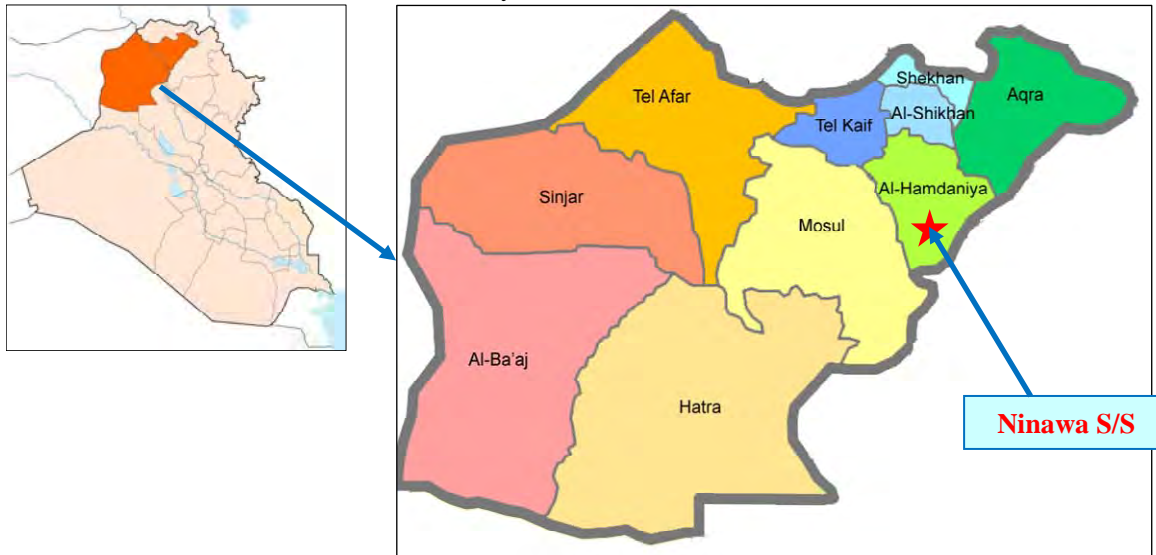 Shekhan
Aqra
Tel Afar
Al-Shikhan
Tel Kaif
Al-Hamdaniya
Sinjar
Mosul
Al-Ba'aj
Hatra
Ninawa S/S